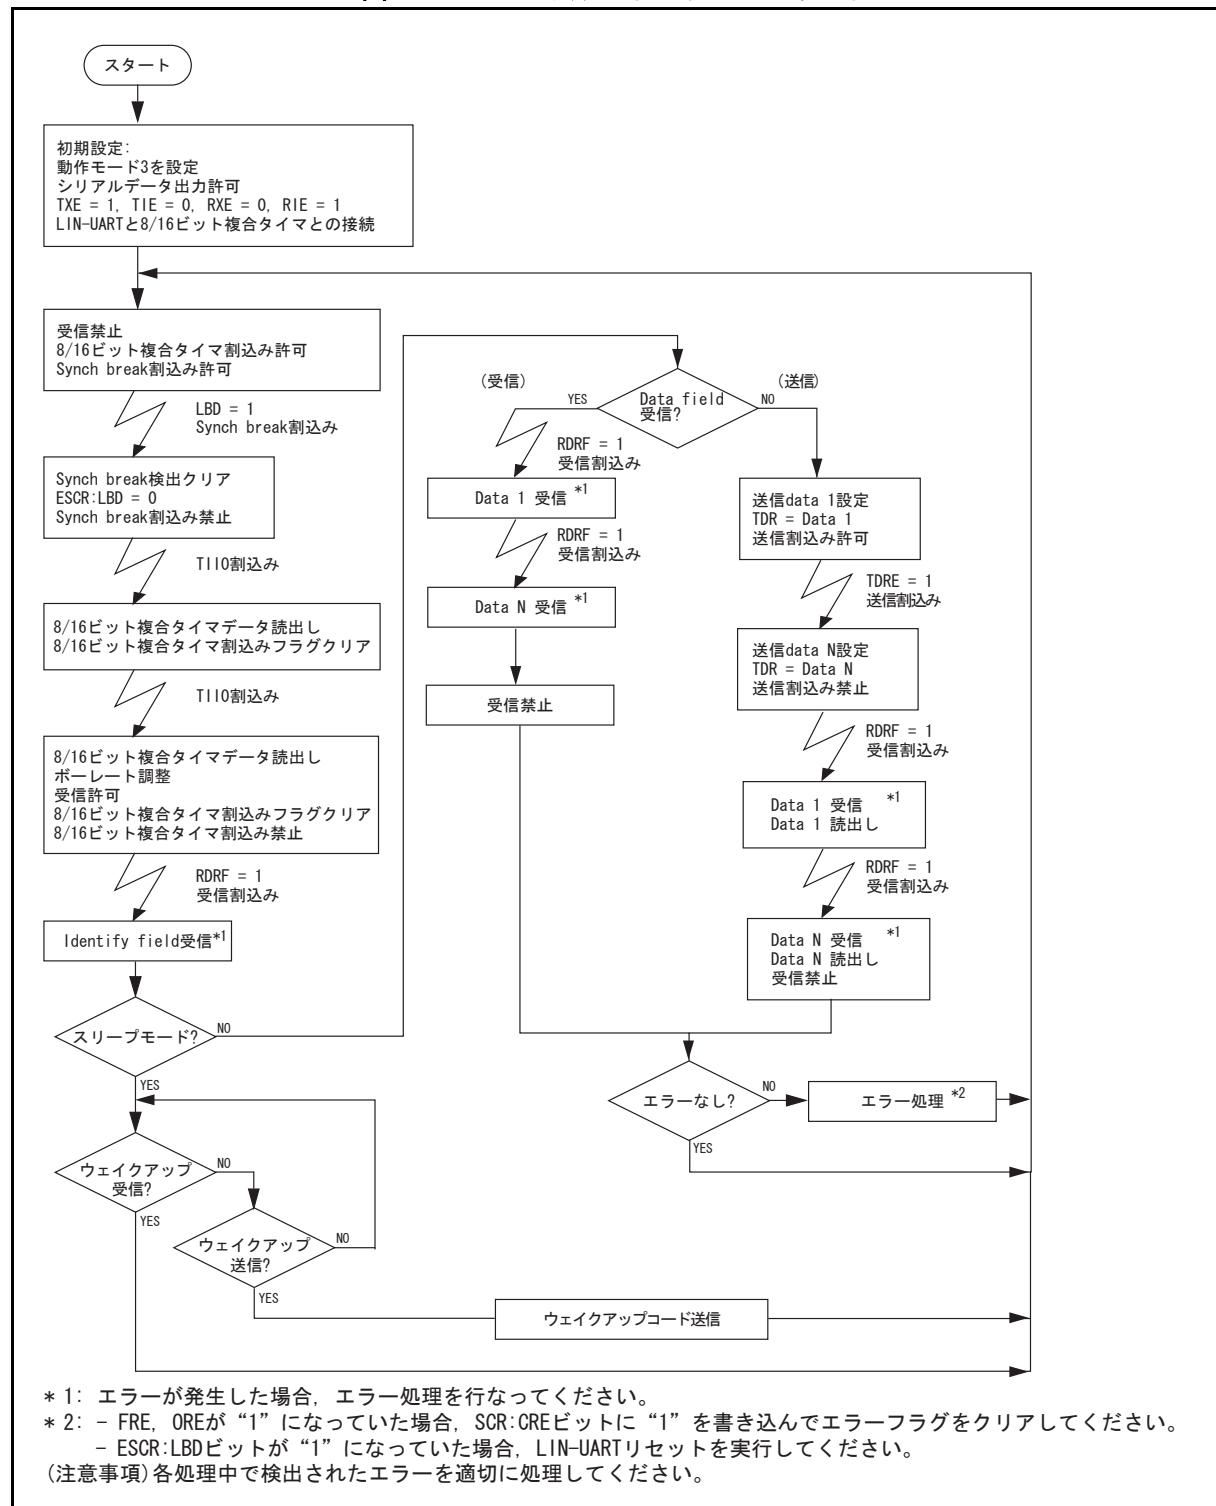 スタート
初期設定:
動作モード3を設定
シリアルデータ出力許可
TXE = 1, TIE = 0, RXE = 0, RIE = 1
LIN-UARTと8/16ビット複合タイマとの接続
受信禁止
8/16ビット複合タイマ割込み許可
Synch break割込み許可
LBD = 1
Synch break割込み
Synch break検出クリア
ESCR:LBD = 0
Synch break割込み禁止
TII0割込み
8/16ビット複合タイマデータ読出し
8/16ビット複合タイマ割込みフラグクリア
TII0割込み
8/16ビット複合タイマデータ読出し
ボーレート調整
受信許可
8/16ビット複合タイマ割込みフラグクリア
8/16ビット複合タイマ割込み禁止
RDRF = 1
受信割込み
Identify field受信*1
スリープモード?
NO
YES
ウェイクアップ
受信?
NO
YES
ウェイクアップ
送信?
NO
YES
ウェイクアップコード送信
(受信)
(送信)
YES
Data field
受信?
NO
RDRF = 1
受信割込み
Data 1 受信 *1
RDRF = 1
受信割込み
Data N 受信 *1
受信禁止
送信data 1設定
TDR = Data 1
送信割込み許可
TDRE = 1
送信割込み
送信data N設定
TDR = Data N
送信割込み禁止
RDRF = 1
受信割込み
Data 1 受信 *1
Data 1 読出し
RDRF = 1
受信割込み
Data N 受信 *1
Data N 読出し
受信禁止
エラーなし?
NO
YES
エラー処理 *2
* 1: エラーが発生した場合, エラー処理を行なってください。
* 2: - FRE, OREが“1”になっていた場合, SCR:CREビットに“1”を書き込んでエラーフラグをクリアしてください。
- ESCR:LBDビットが“1”になっていた場合, LIN-UARTリセットを実行してください。
(注意事項)各処理中で検出されたエラーを適切に処理してください。